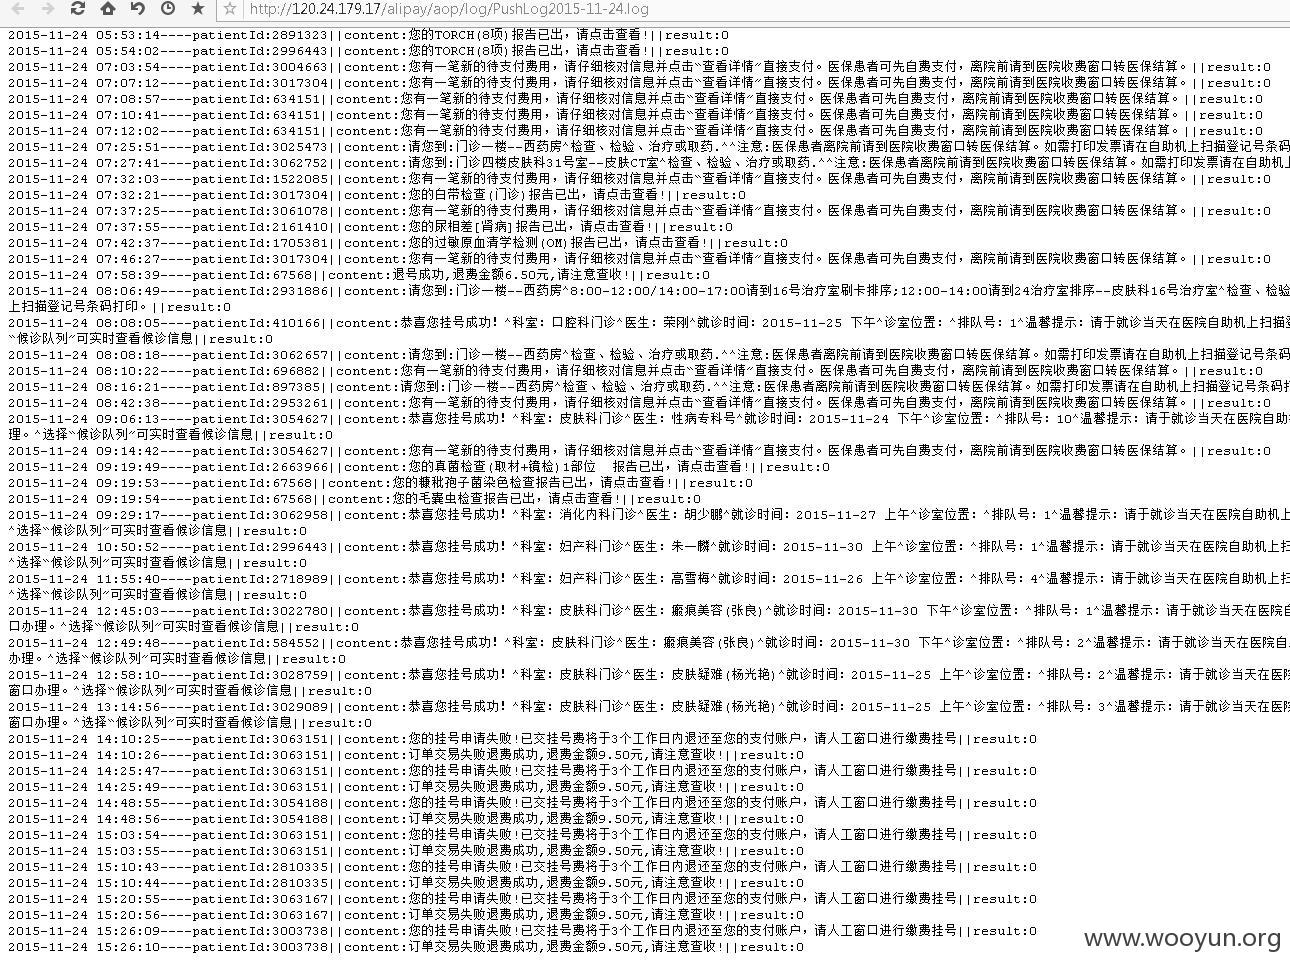 http://120.24.179.17/alipay/aop/log/PushLog2015-11-24.log
2015-11-24 05:53:14----patientId:2891323||content:您的TORCH(8项)报告已出，请点击查看!||result:0
2015-11-24 05:54:02----patientId:2996443||content:您的TORCH(8项)报告已出，请点击查看!||result:0
2015-11-24 07:03:54----patientId:3004663||content:您有一笔新的待支付费用，请仔细核对信息并点击“查看详情”直接支付。医保患者可先自费支付，离院前请到医院收费窗口转医保结算。||result:0
2015-11-24 07:07:12----patientId:3017304||content:您有一笔新的待支付费用，请仔细核对信息并点击“查看详情”直接支付。医保患者可先自费支付，离院前请到医院收费窗口转医保结算。||result:0
2015-11-24 07:08:57----patientId:634151||content:您有一笔新的待支付费用，请仔细核对信息并点击“查看详情”直接支付。医保患者可先自费支付，离院前请到医院收费窗口转医保结算。||result:0
2015-11-24 07:10:41----patientId:634151||content:您有一笔新的待支付费用，请仔细核对信息并点击“查看详情”直接支付。医保患者可先自费支付，离院前请到医院收费窗口转医保结算。||result:0
2015-11-24 07:12:02----patientId:634151||content:您有一笔新的待支付费用，请仔细核对信息并点击“查看详情”直接支付。医保患者可先自费支付，离院前请到医院收费窗口转医保结算。||result:0
2015-11-24 07:25:51----patientId:3025473||content:请您到:门诊一楼--西药房^检查、检验、治疗或取药.^^注意:医保患者离院前请到医院收费窗口转医保结算。如需打印发票请在自助机上扫描登记号条码
2015-11-24 07:27:41----patientId:3062752||content:请您到:门诊四楼皮肤科31号室--皮肤CT室^检查、检验、治疗或取药.^^注意:医保患者离院前请到医院收费窗口转医保结算。如需打印发票请在自助机上
2015-11-24 07:32:03----patientId:1522085||content:您有一笔新的待支付费用，请仔细核对信息并点击“查看详情”直接支付。医保患者可先自费支付，离院前请到医院收费窗口转医保结算。||result:0
2015-11-24 07:32:21----patientId:3017304||content:您的白带检查(门诊)报告已出，请点击查看!||result:0
2015-11-24 07:37:25----patientId:3061078||content:您有一笔新的待支付费用，请仔细核对信息并点击“查看详情”直接支付。医保患者可先自费支付，离院前请到医院收费窗口转医保结算。||result:0
2015-11-24 07:37:55----patientId:2161410||content:您的尿相差[肾病]报告已出，请点击查看!||result:0
2015-11-24 07:42:37----patientId:1705381||content:您的过敏原血清学检测(OM)报告已出，请点击查看!||result:0
2015-11-24 07:46:27----patientId:3017304||content:您有一笔新的待支付费用，请仔细核对信息并点击“查看详情”直接支付。医保患者可先自费支付，离院前请到医院收费窗口转医保结算。||result:0
2015-11-24 07:58:39----patientId:67568||content:退号成功,退费金额6.50元,请注意查收!||result:0
2015-11-24 08:06:49----patientId:2931886||content:请您到:门诊一楼--西药房^8:00-12:00/14:00-17:00请到16号治疗室刷卡排序;12:00-14:00请到24治疗室排序--皮肤科16号治疗室^检查、检验
上扫描登记号条码打印。||result:0
2015-11-24 08:08:05----patientId:410166||content:恭喜您挂号成功！^科室：口腔科门诊^医生：荣刚^就诊时间：2015-11-25 下午^诊室位置：^排队号：1^温馨提示：请于就诊当天在医院自助机上扫描登
“候诊队列”可实时查看候诊信息||result:0
2015-11-24 08:08:18----patientId:3062657||content:请您到:门诊一楼--西药房^检查、检验、治疗或取药.^^注意:医保患者离院前请到医院收费窗口转医保结算。如需打印发票请在自助机上扫描登记号条码
2015-11-24 08:10:22----patientId:696882||content:您有一笔新的待支付费用，请仔细核对信息并点击“查看详情”直接支付。医保患者可先自费支付，离院前请到医院收费窗口转医保结算。||result:0
2015-11-24 08:16:21----patientId:897385||content:请您到:门诊一楼--西药房^检查、检验、治疗或取药.^^注意:医保患者离院前请到医院收费窗口转医保结算。如需打印发票请在自助机上扫描登记号条码打
2015-11-24 08:42:38----patientId:2953261||content:您有一笔新的待支付费用，请仔细核对信息并点击“查看详情”直接支付。医保患者可先自费支付，离院前请到医院收费窗口转医保结算。||result:0
2015-11-24 09:06:13----patientId:3054627||content:恭喜您挂号成功！^科室：皮肤科门诊^医生：性病专科号^就诊时间：2015-11-24 下午^诊室位置：^排队号：10^温馨提示：请于就诊当天在医院自助
理。^选择“候诊队列”可实时查看候诊信息||result:0
2015-11-24 09:14:42----patientId:3054627||content:您有一笔新的待支付费用，请仔细核对信息并点击“查看详情”直接支付。医保患者可先自费支付，离院前请到医院收费窗口转医保结算。||result:0
2015-11-24 09:19:49----patientId:2663966||content:您的真菌检查(取材+镜检)1部位  报告已出，请点击查看!||result:0
2015-11-24 09:19:53----patientId:67568||content:您的糠秕孢子菌染色检查报告已出，请点击查看!||result:0
2015-11-24 09:19:54----patientId:67568||content:您的毛囊虫检查报告已出，请点击查看!||result:0
2015-11-24 09:29:17----patientId:3062958||content:恭喜您挂号成功！^科室：消化内科门诊^医生：胡少鹏^就诊时间：2015-11-27 上午^诊室位置：^排队号：1^温馨提示：请于就诊当天在医院自助机上
^选择“候诊队列”可实时查看候诊信息||result:0
2015-11-24 10:50:52----patientId:2996443||content:恭喜您挂号成功！^科室：妇产科门诊^医生：朱一麟^就诊时间：2015-11-30 上午^诊室位置：^排队号：1^温馨提示：请于就诊当天在医院自助机上扫
^选择“候诊队列”可实时查看候诊信息||result:0
2015-11-24 11:55:40----patientId:2718989||content:恭喜您挂号成功！^科室：妇产科门诊^医生：高雪梅^就诊时间：2015-11-26 上午^诊室位置：^排队号：4^温馨提示：请于就诊当天在医院自助机上扫
^选择“候诊队列”可实时查看候诊信息||result:0
2015-11-24 12:45:03----patientId:3022780||content:恭喜您挂号成功！^科室：皮肤科门诊^医生：瘢痕美容(张良)^就诊时间：2015-11-30 下午^诊室位置：^排队号：1^温馨提示：请于就诊当天在医院自
口办理。^选择“候诊队列”可实时查看候诊信息||result:0
2015-11-24 12:49:48----patientId:584552||content:恭喜您挂号成功！^科室：皮肤科门诊^医生：瘢痕美容(张良)^就诊时间：2015-11-30 下午^诊室位置：^排队号：2^温馨提示：请于就诊当天在医院自
办理。^选择“候诊队列”可实时查看候诊信息||result:0
2015-11-24 12:58:10----patientId:3028759||content:恭喜您挂号成功！^科室：皮肤科门诊^医生：皮肤疑难(杨光艳)^就诊时间：2015-11-25 上午^诊室位置：^排队号：2^温馨提示：请于就诊当天在医院
窗口办理。^选择“候诊队列”可实时查看候诊信息||result:0
2015-11-24 13:14:56----patientId:3029089||content:恭喜您挂号成功！^科室：皮肤科门诊^医生：皮肤疑难(杨光艳)^就诊时间：2015-11-25 上午^诊室位置：^排队号：3^温馨提示：请于就诊当天在医院
窗口办理。^选择“候诊队列”可实时查看候诊信息||result:0
2015-11-24 14:10:25----patientId:3063151||content:您的挂号申请失败!已交挂号费将于3个工作日内退还至您的支付账户，请人工窗口进行缴费挂号||result:0
2015-11-24 14:10:26----patientId:3063151||content:订单交易失败退费成功,退费金额9.50元,请注意查收!||result:0
2015-11-24 14:25:47----patientId:3063151||content:您的挂号申请失败!已交挂号费将于3个工作日内退还至您的支付账户，请人工窗口进行缴费挂号||result:0
2015-11-24 14:25:49----patientId:3063151||content:订单交易失败退费成功,退费金额9.50元,请注意查收!||result:0
2015-11-24 14:48:55----patientId:3054188||content:您的挂号申请失败!已交挂号费将于3个工作日内退还至您的支付账户，请人工窗口进行缴费挂号||result:0
2015-11-24 14:48:56----patientId:3054188||content:订单交易失败退费成功,退费金额9.50元,请注意查收!||result:0
2015-11-24 15:03:54----patientId:3063151||content:您的挂号申请失败!已交挂号费将于3个工作日内退还至您的支付账户，请人工窗口进行缴费挂号||result:0
2015-11-24 15:03:55----patientId:3063151||content:订单交易失败退费成功,退费金额9.50元,请注意查收!||result:0
2015-11-24 15:10:43----patientId:2810335||content:您的挂号申请失败!已交挂号费将于3个工作日内退还至您的支付账户，请人工窗口进行缴费挂号||result:0
2015-11-24 15:10:44----patientId:2810335||content:订单交易失败退费成功,退费金额9.50元,请注意查收!||result:0
2015-11-24 15:20:55----patientId:3063167||content:您的挂号申请失败!已交挂号费将于3个工作日内退还至您的支付账户，请人工窗口进行缴费挂号||result:0
2015-11-24 15:20:56----patientId:3063167||content:订单交易失败退费成功,退费金额9.50元,请注意查收!||result:0
2015-11-24 15:26:09----patientId:3003738||content:您的挂号申请失败!已交挂号费将于3个工作日内退还至您的支付账户，请人工窗口进行缴费挂号||result:0
2015-11-24 15:26:10----patientId:3003738||content:订单交易失败退费成功,退费金额9.50元,请注意查收!||result:0
www.wooyun.org